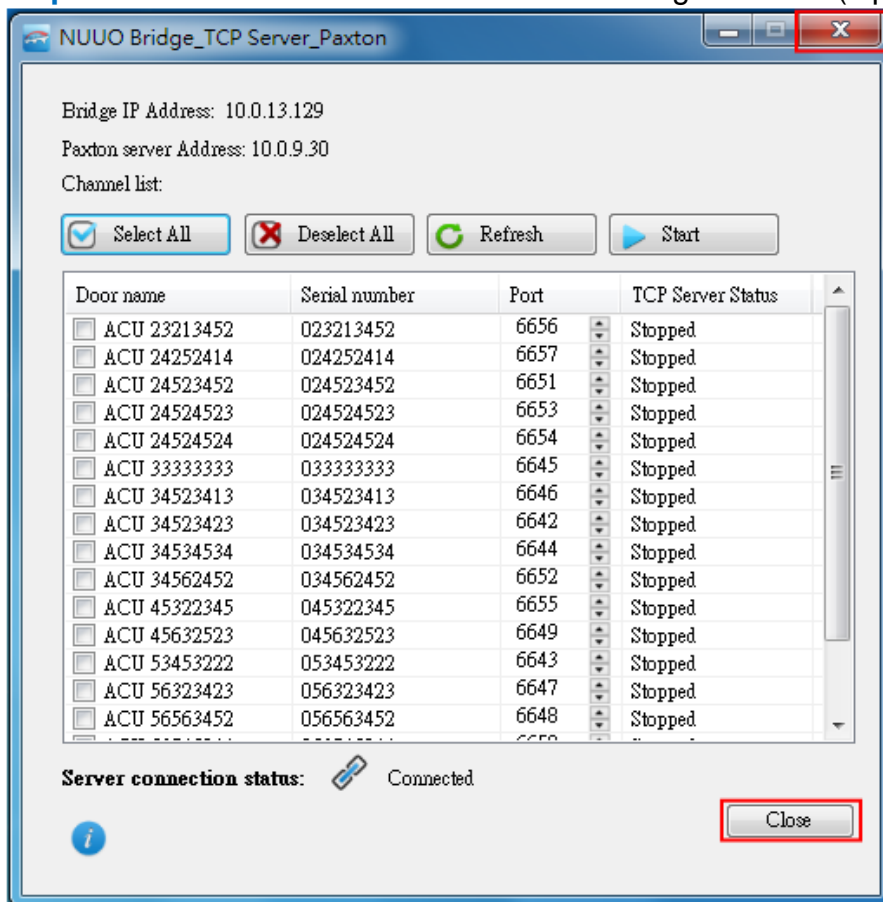 NUUO Bridge_TCP Server_Paxton
Bridge IP Address: 10.0.13.129
Paxton server Address: 10.0.9.30
Channel list:
Select All Deselect All Refresh Start
Door name Serial number Port TCP Server Status
ACU 23213452 023213452 6656 Stopped
ACU 24252414 024252414 6657 Stopped
ACU 24523452 024523452 6651 Stopped
ACU 24524523 024524523 6653 Stopped
ACU 24524524 024524524 6654 Stopped
ACU 33333333 033333333 6645 Stopped
ACU 34523413 034523413 6646 Stopped
ACU 34523423 034523423 6642 Stopped
ACU 34534534 034534534 6644 Stopped
ACU 34562452 034562452 6652 Stopped
ACU 45322345 045322345 6655 Stopped
ACU 45632523 045632523 6649 Stopped
ACU 53453222 053453222 6643 Stopped
ACU 56323423 056323423 6647 Stopped
ACU 56563452 056563452 6648 Stopped
Server connection status: Connected
Close